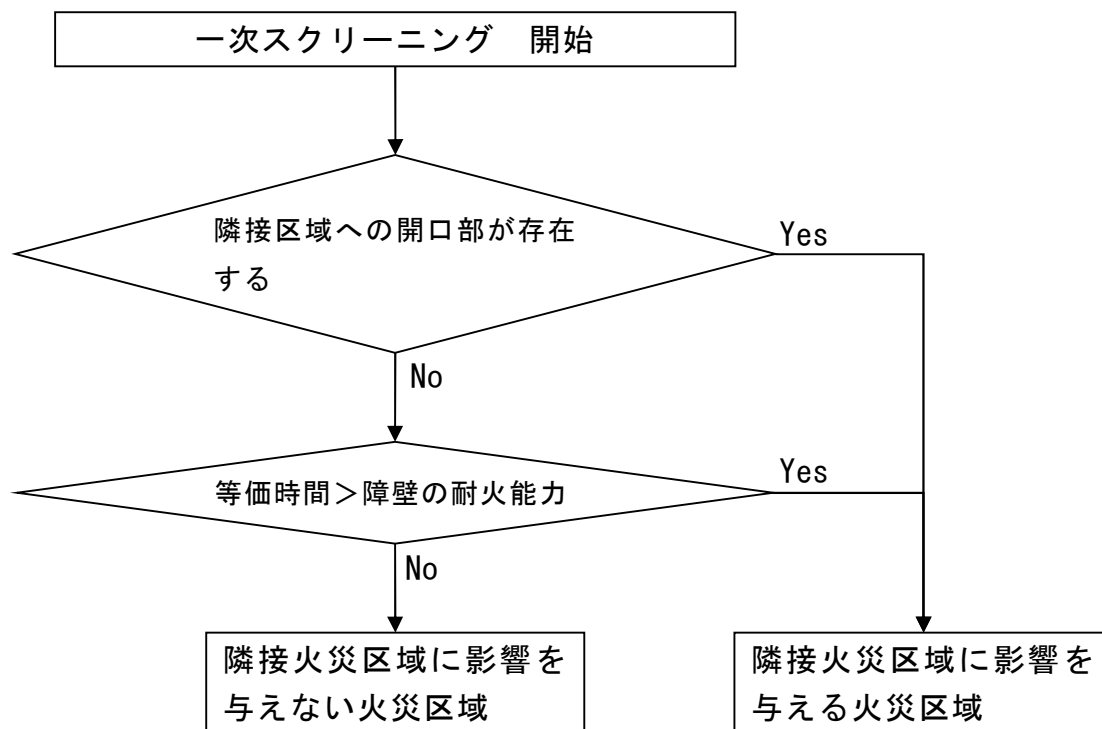 一次スクリーニング　開始
隣接区域への開口部が存在
する
Yes
No
等価時間＞障壁の耐火能力
Yes
No
隣接火災区域に影響を
与えない火災区域
隣接火災区域に影響を
与える火災区域